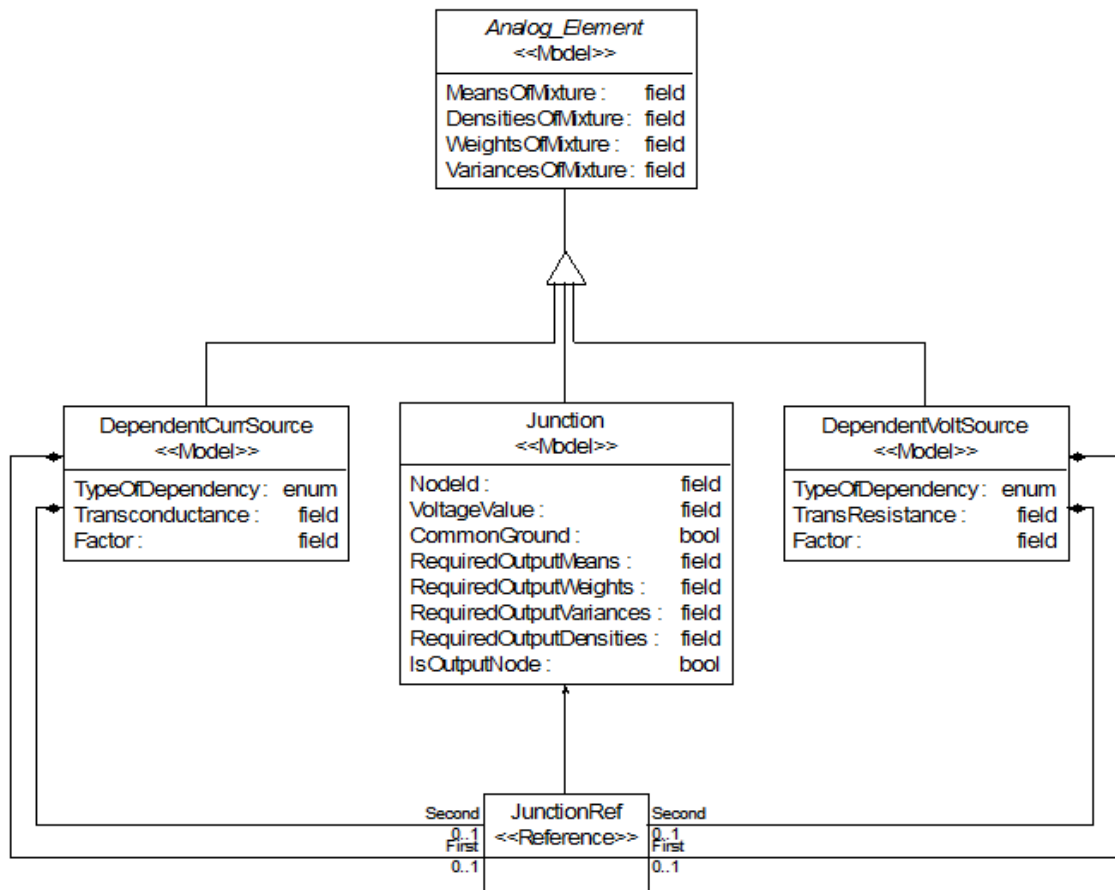 Analog_Element
<<Model>>
MeansOfMixture : field
DensitiesOfMixture : field
WeightsOfMixture : field
VariancesOfMixture : field
DependentCurrSource
<<Model>>
TypeOfDependency : enum
Transconductance : field
Factor : field
Junction
<<Model>>
NodeId : field
VoltageValue : field
CommonGround : bool
RequiredOutputMeans : field
RequiredOutputWeights : field
RequiredOutputVariances : field
RequiredOutputDensities : field
IsOutputNode : bool
DependentVoltSource
<<Model>>
TypeOfDependency : enum
TransResistance : field
Factor : field
Second
0..1
First
0..1
JunctionRef
<<Reference>>
Second
0..1
First
0..1